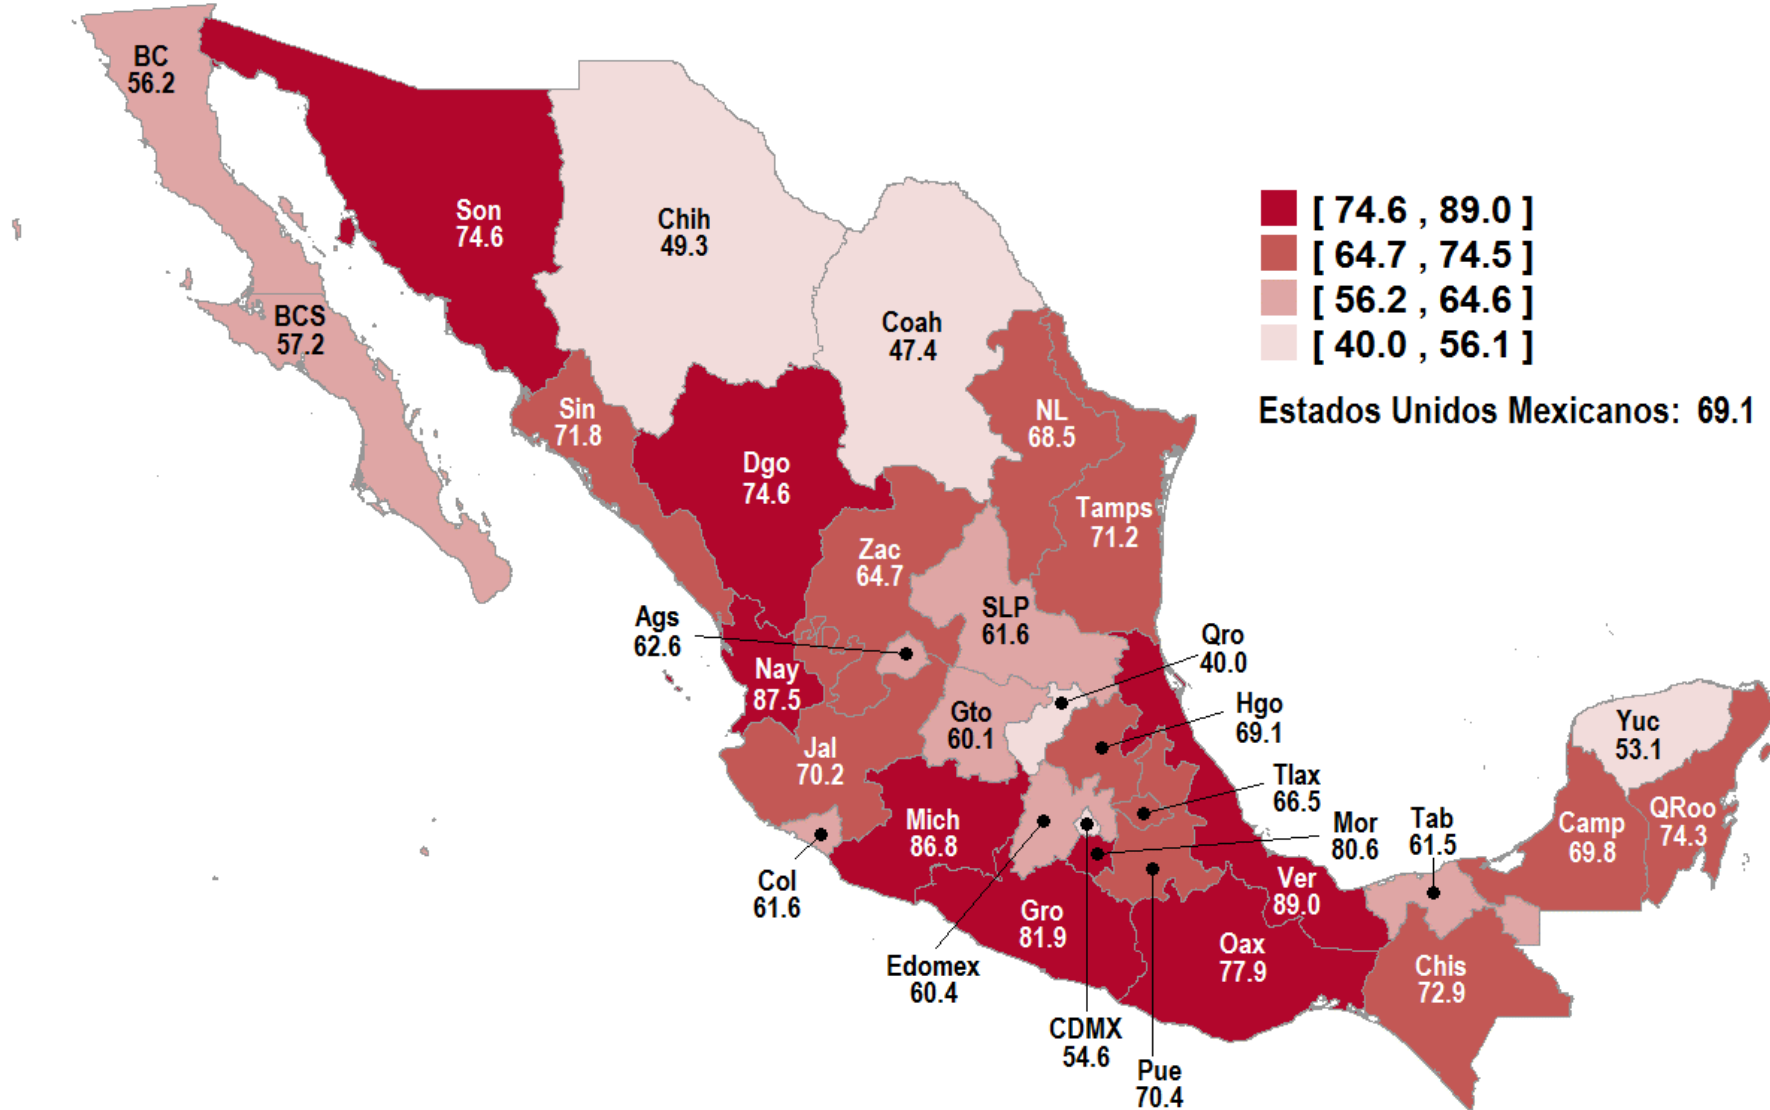 BC
56.2
Son
74.6
Chih
49.3
[ 74.6 , 89.0 ]
[ 64.7 , 74.5 ]
[ 56.2 , 64.6 ]
[ 40.0 , 56.1 ]
Estados Unidos Mexicanos: 69.1
BCS
57.2
Coah
47.4
Sin
71.8
NL
68.5
Dgo
74.6
Tamps
71.2
Zac
64.7
SLP
61.6
Ags
62.6
Qro
40.0
Nay
87.5
Hgo
69.1
Gto
60.1
Yuc
53.1
Jal
70.2
Tlax
66.5
QRoo
74.3
Mich
86.8
Mor
80.6
Tab
61.5
Camp
69.8
Col
61.6
Ver
89.0
Gro
81.9
Oax
77.9
Edomex
60.4
Chis
72.9
CDMX
54.6
Pue
70.4